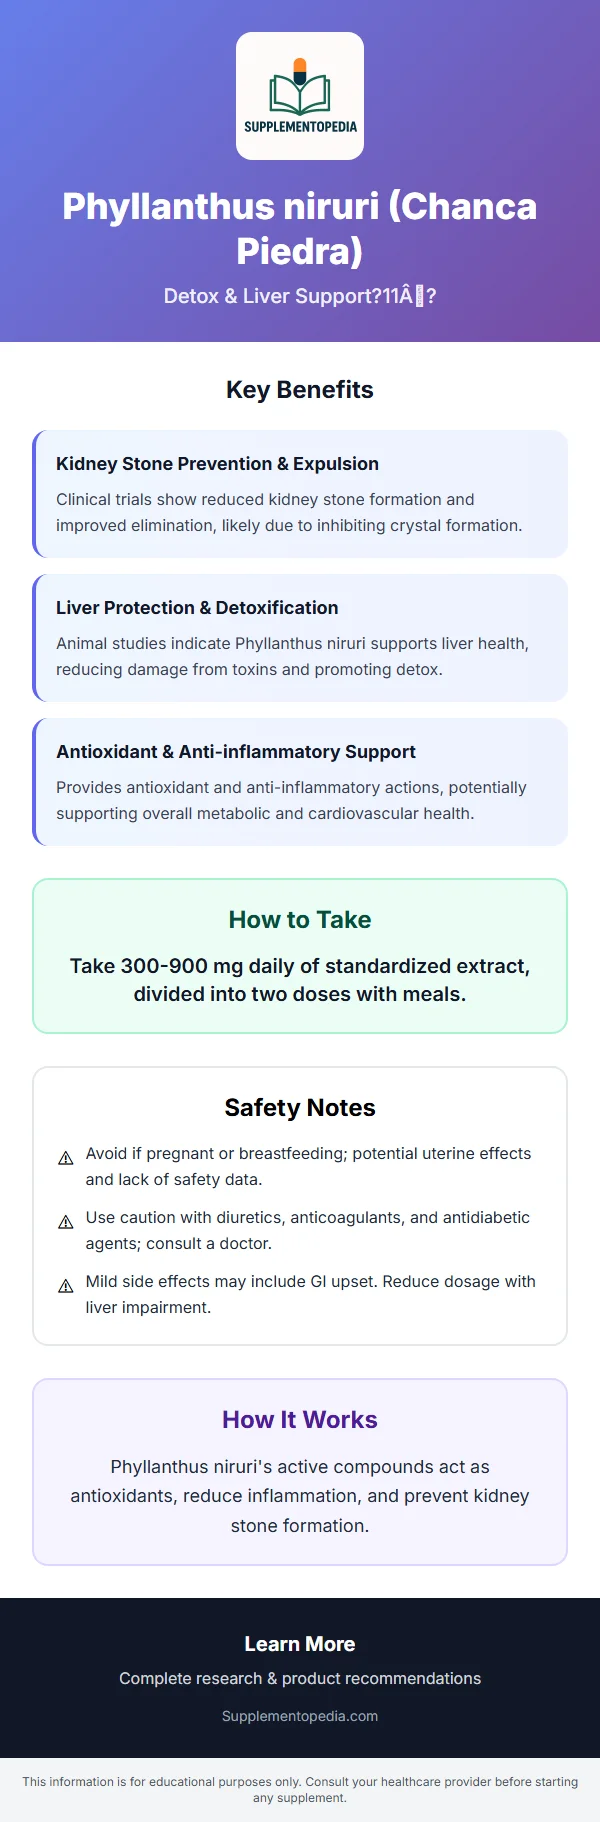 SUPPLEMENTOPEDIA
Phyllanthus niruri (Chanca
Piedra)
Detox & Liver Support?11Â?
Key Benefits
Kidney Stone Prevention & Expulsion
Clinical trials show reduced kidney stone formation and
improved elimination, likely due to inhibiting crystal formation.
Liver Protection & Detoxification
Animal studies indicate Phyllanthus niruri supports liver health,
reducing damage from toxins and promoting detox.
Antioxidant & Anti-inflammatory Support
Provides antioxidant and anti-inflammatory actions, potentially
supporting overall metabolic and cardiovascular health.
How to Take
Take 300-900 mg daily of standardized extract,
divided into two doses with meals.
Safety Notes
⚠ Avoid if pregnant or breastfeeding; potential uterine effects
and lack of safety data.
⚠ Use caution with diuretics, anticoagulants, and antidiabetic
agents; consult a doctor.
⚠ Mild side effects may include GI upset. Reduce dosage with
liver impairment.
How It Works
Phyllanthus niruri's active compounds act as
antioxidants, reduce inflammation, and prevent kidney
stone formation.
Learn More
Complete research & product recommendations
Supplementopedia.com
This information is for educational purposes only. Consult your healthcare provider before starting
any supplement.